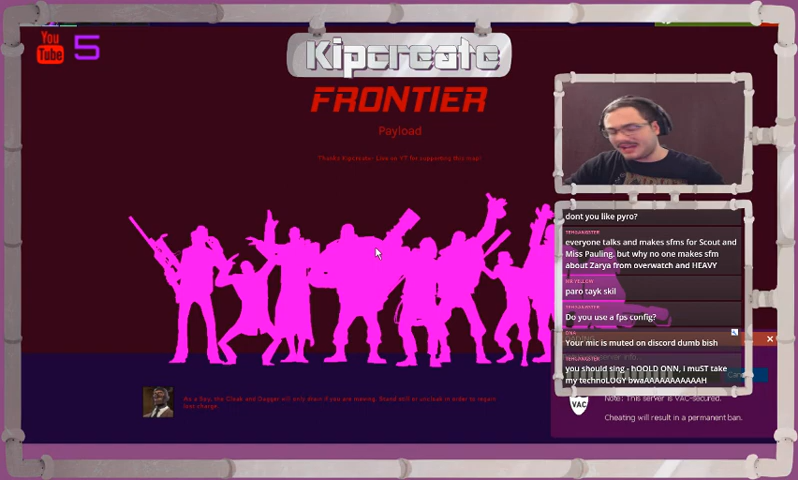 You
Tube 5
Kipcreate
FRONTIER
Payload
Thanks Kipcreate- Live on YT for supporting this map!
dont you like pyro?
everyone talks and makes sfms for Scout and
Miss Pauling. but why no one makes sfm
about Zarya from overwatch and HEAVY
paro tayk skil
Do you use a fps config?
Your mic is muted on discord dumb bish
you should sing - hOOLD ONN, I muST take
my technoLOGY bwaAAAAAAAAAAH
As a Spy, the Cloak and Dagger will only drain if you are moving. Stand still or uncloak in order to regain
lost charge.
VAC
Note: This server is VAC-secured.
Cheating will result in a permanent ban.